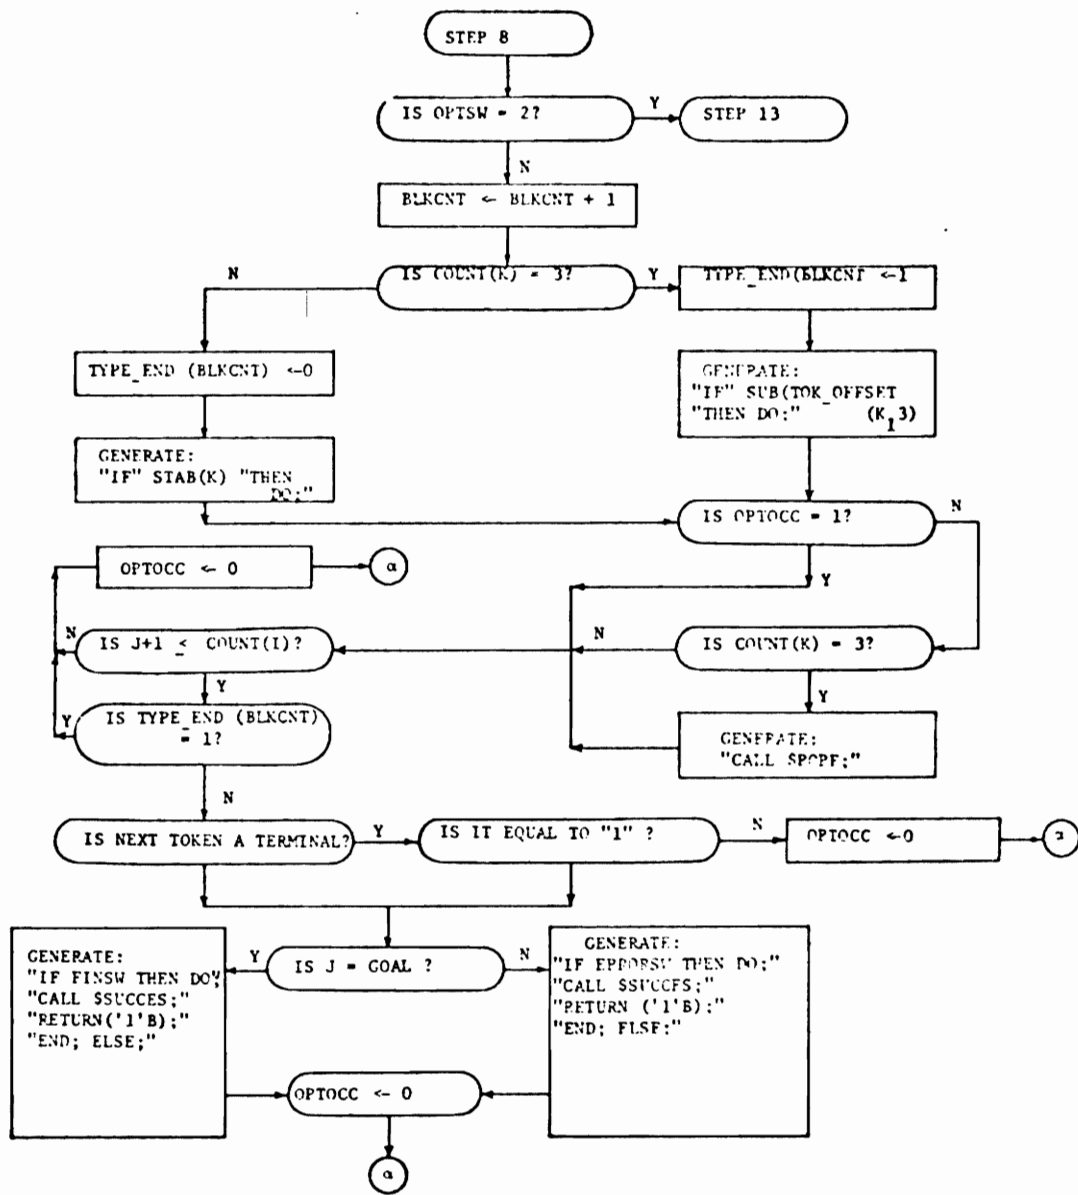 STEP 8
IS OPTSW = 2?
Y
STEP 13
N
BLKCNT <- BLKCNT + 1
N
IS COUNT(K) = 3?
Y
TYPE_END(BLKCNT <-1
TYPE_END (BLKCNT) <-0
GENERATE:
"IF" SUB(TOK_OFFSET
"THEN DO;" (K,3)
GENERATE:
"IF" STAB(K) "THEN
DO;"
IS OPTOCC = 1?
N
OPTOCC <- 0
α
Y
N
IS J+1 ≤ COUNT(I)?
N
IS COUNT(K) = 3?
Y
Y
Y
IS TYPE_END (BLKCNT)
= 1?
GENERATE:
"CALL $POPF;"
N
IS NEXT TOKEN A TERMINAL?
Y
IS IT EQUAL TO "1" ?
N
OPTOCC <-0
α
GENERATE:
"IF FINSW THEN DO";
"CALL $SUCCES;"
"RETURN('1'B);"
"END; ELSE;"
Y
IS J = GOAL ?
N
GENERATE:
"IF ERRORSW THEN DO;"
"CALL $SUCCES;"
"RETURN ('1'B);"
"END; ELSE;"
OPTOCC <- 0
α